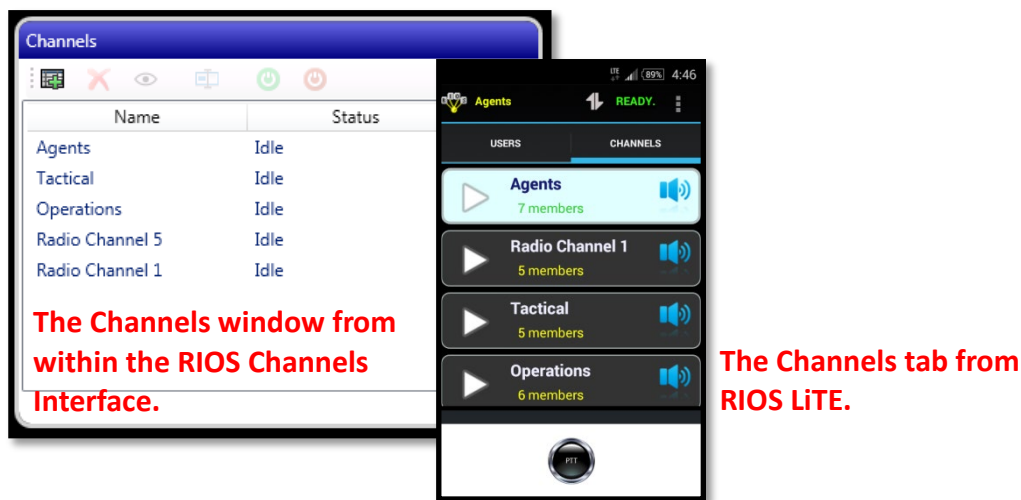 Channels
Name Status
Agents Idle
Tactical Idle
Operations Idle
Radio Channel 5 Idle
Radio Channel 1 Idle
The Channels window from
within the RIOS Channels
Interface.
LTE 89% 4:46
Agents READY.
USERS CHANNELS
Agents
7 members
Radio Channel 1
5 members
Tactical
5 members
Operations
6 members
PTT
The Channels tab from
RIOS LiTE.